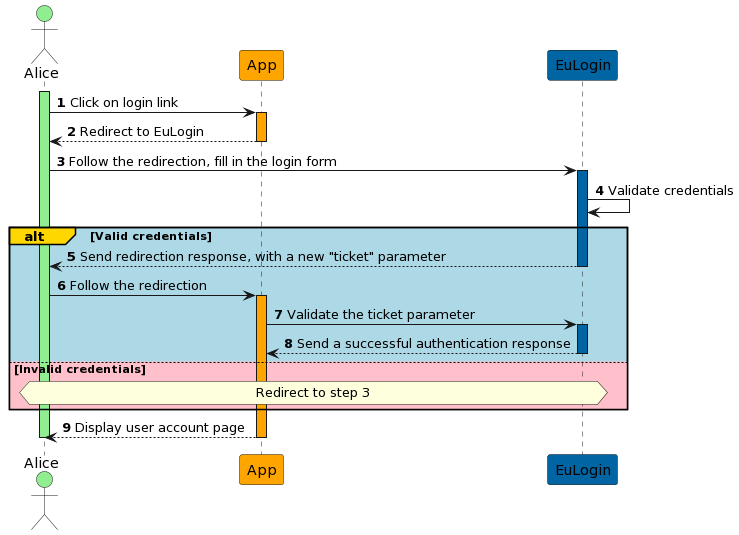 Alice
App
EuLogin
1 Click on login link
2 Redirect to EuLogin
3 Follow the redirection, fill in the login form
4 Validate credentials
alt [Valid credentials]
5 Send redirection response, with a new "ticket" parameter
6 Follow the redirection
7 Validate the ticket parameter
8 Send a successful authentication response
[Invalid credentials]
Redirect to step 3
9 Display user account page
Alice
App
EuLogin